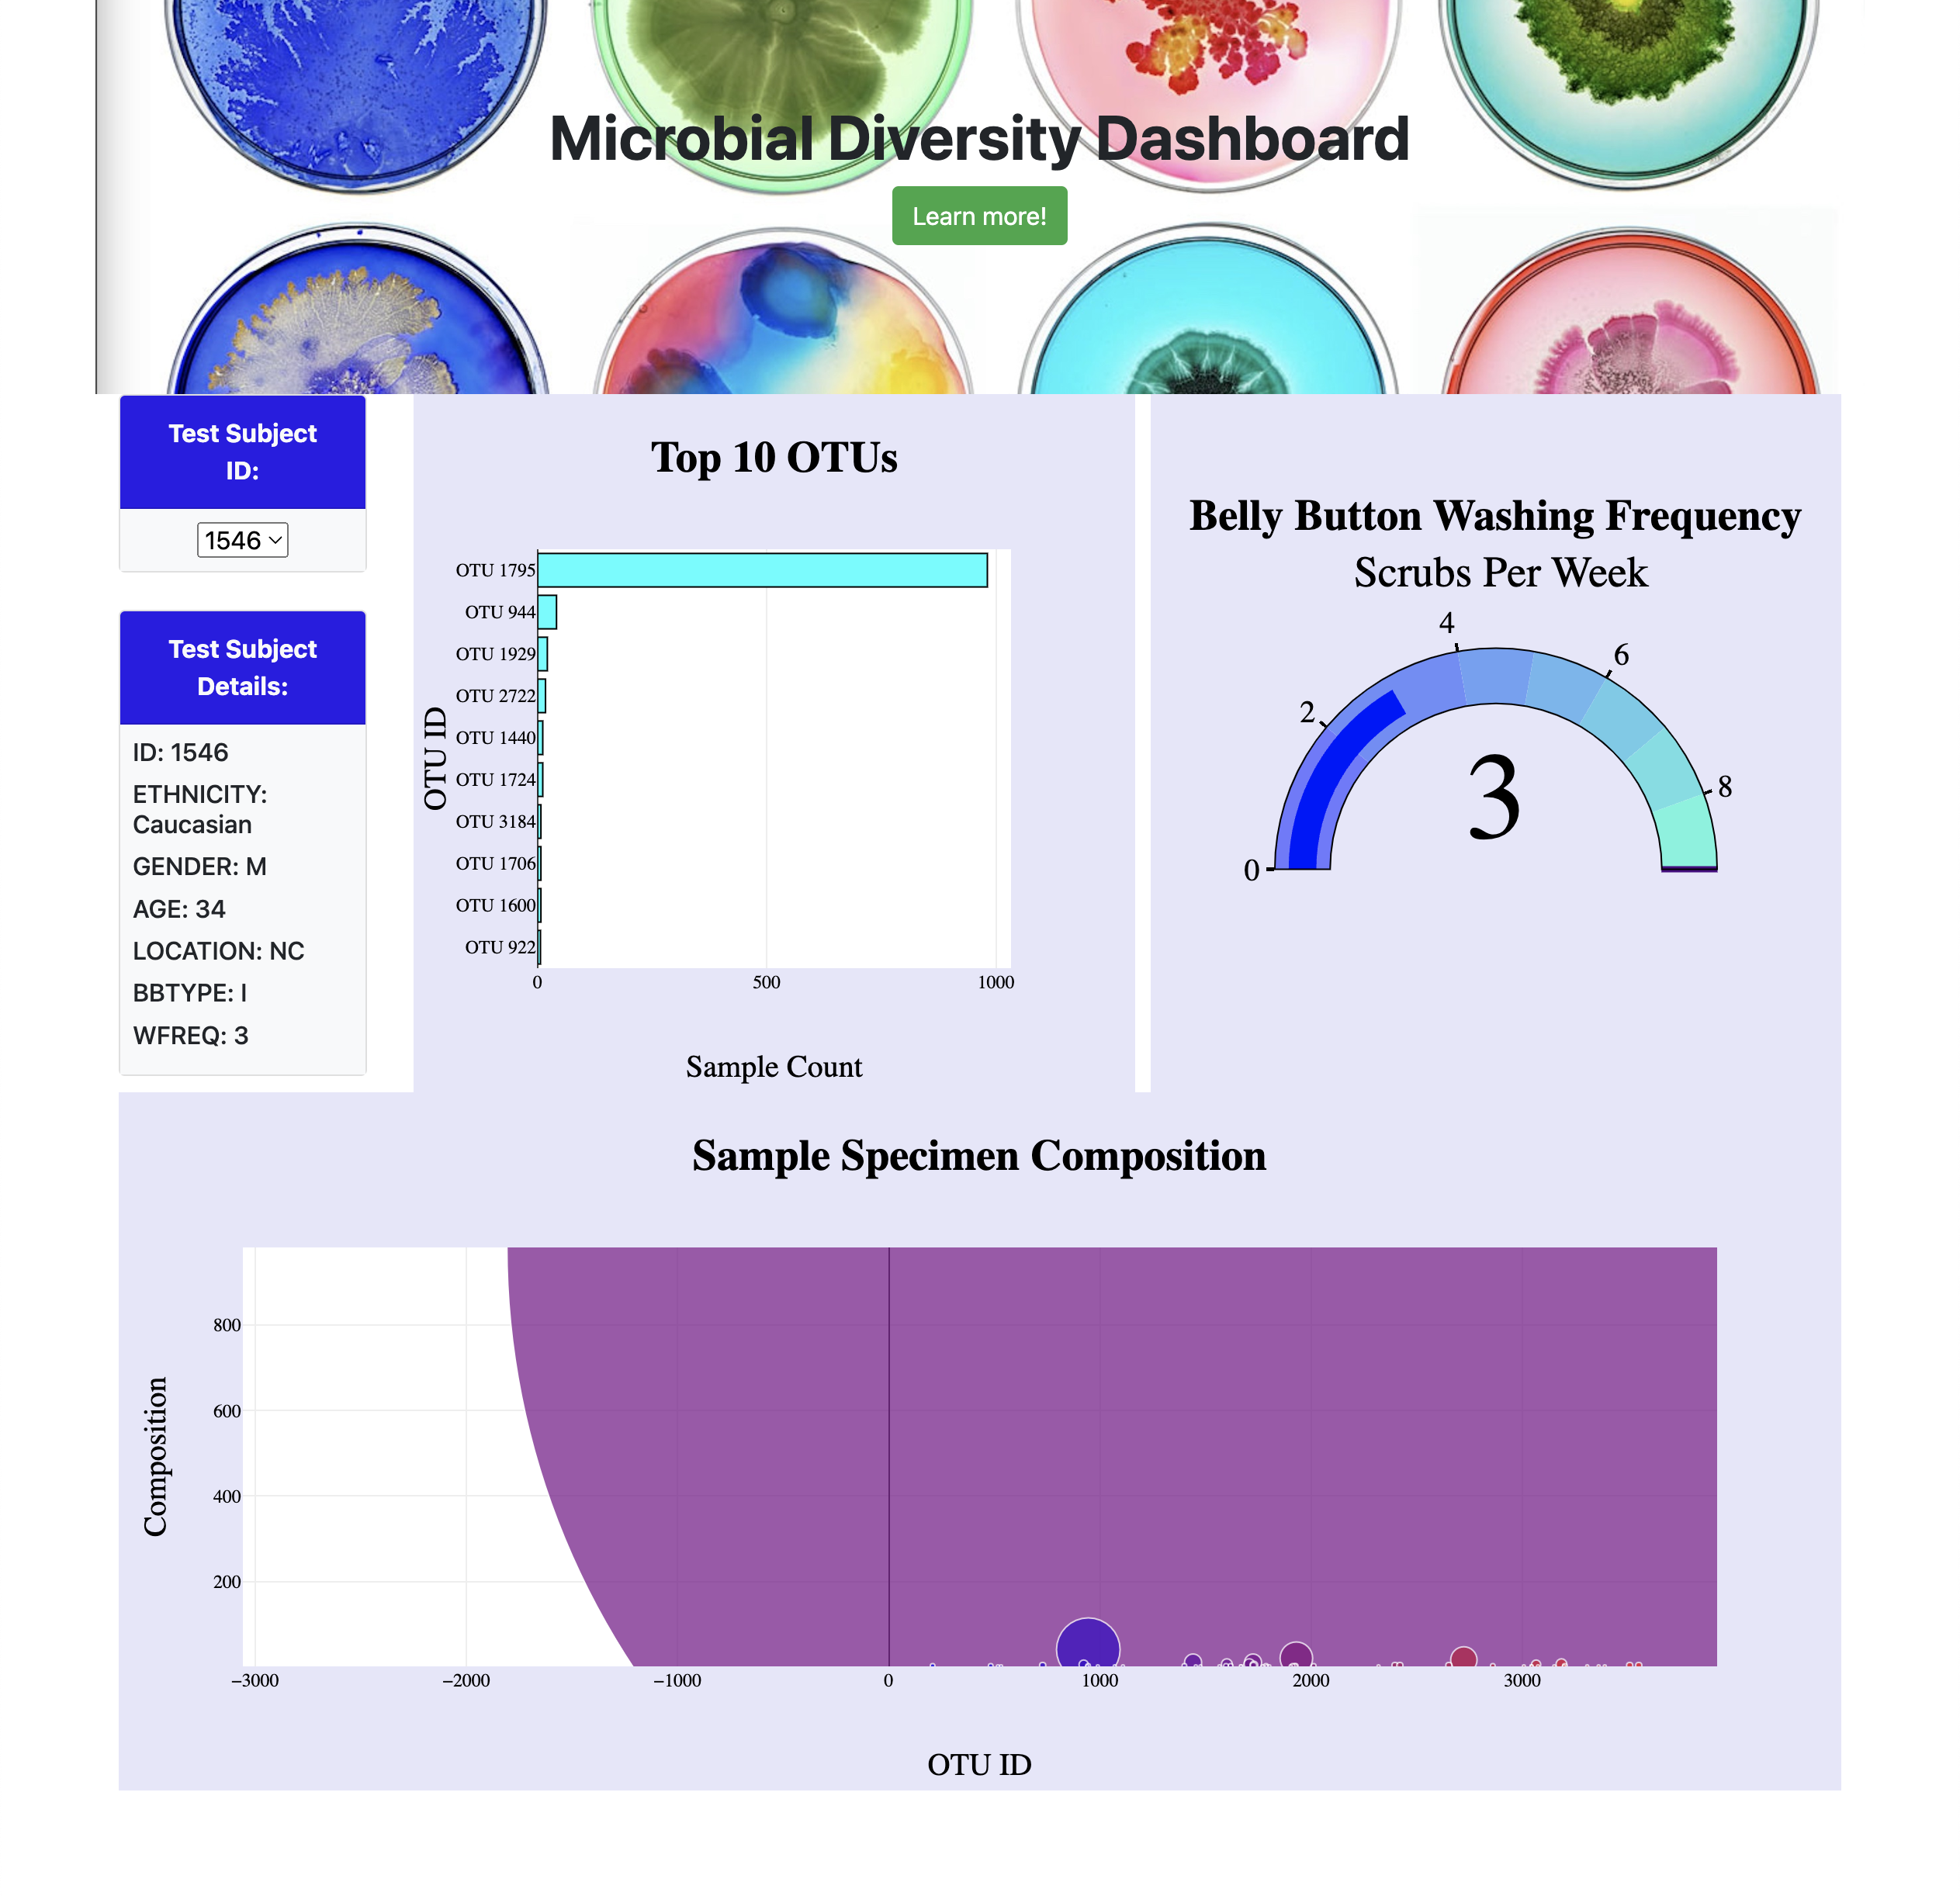 Microbial Diversity Dashboard
Learn more!
Test Subject
ID:
1546
Test Subject
Details:
ID: 1546
ETHNICITY:
Caucasian
GENDER: M
AGE: 34
LOCATION: NC
BBTYPE: I
WFREQ: 3
Top 10 OTUs
OTU ID
OTU 1795
OTU 944
OTU 1929
OTU 2722
OTU 1440
OTU 1724
OTU 3184
OTU 1706
OTU 1600
OTU 922
0 500 1000
Sample Count
Belly Button Washing Frequency
Scrubs Per Week
0 2 4 6 8
3
Sample Specimen Composition
Composition
800
600
400
200
−3000 −2000 −1000 0 1000 2000 3000
OTU ID